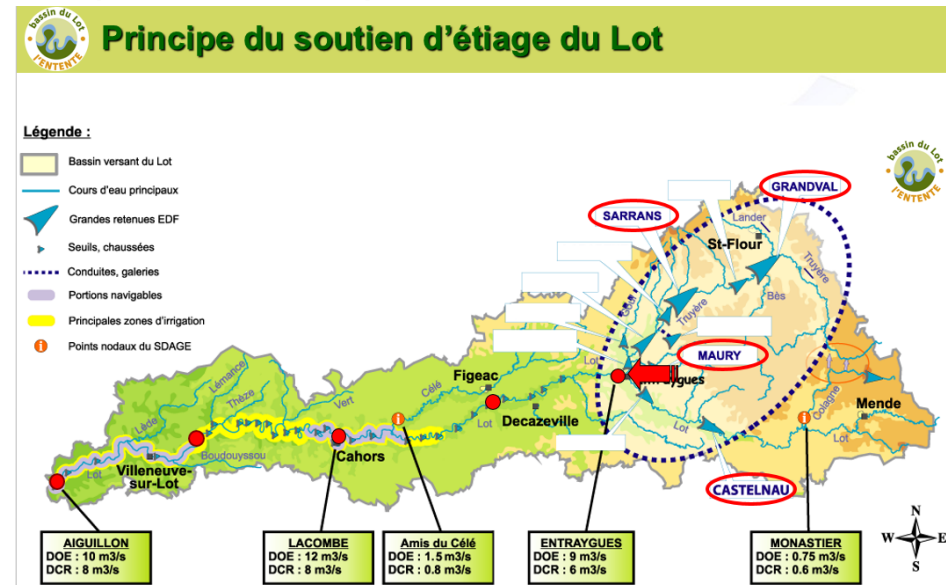 bassin du Lot
l'ENTENTE
Principe du soutien d'étiage du Lot
Légende :
Bassin versant du Lot
Cours d'eau principaux
Grandes retenues EDF
Seuils, chaussées
Conduites, galeries
Portions navigables
Principales zones d'irrigation
i
Points nodaux du SDAGE
bassin du Lot
l'ENTENTE
GRANDVAL
SARRANS
Lander
St-Flour
Truyère
Bès
Truyère
MAURY
Lot
Figeac
Célé
Vert
Thèze
Lémance
Lède
i
Decazeville
Lot
Lot
Colagne
Mende
i
Lot
Cahors
Boudouyssou
Villeneuve-
sur-Lot
Lot
CASTELNAU
N
W E
S
AIGUILLON
DOE : 10 m3/s
DCR : 8 m3/s
LACOMBE
DOE : 12 m3/s
DCR : 8 m3/s
Amis du Célé
DOE : 1.5 m3/s
DCR : 0.8 m3/s
ENTRAYGUES
DOE : 9 m3/s
DCR : 6 m3/s
MONASTIER
DOE : 0.75 m3/s
DCR : 0.6 m3/s